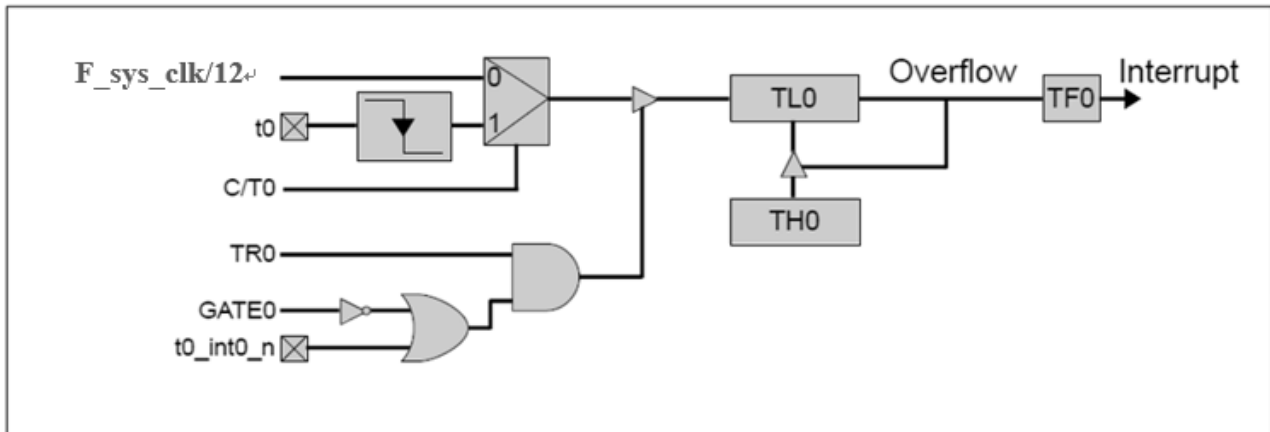 F_sys_clk/12↵
0
t0
1
C/T0
TR0
GATE0
t0_int0_n
TL0
Overflow
TF0
Interrupt
TH0